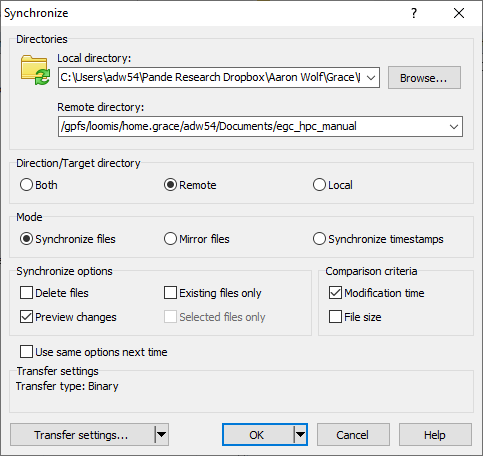 Synchronize
Directories
Local directory:
C:\Users\adw54\Pande Research Dropbox\Aaron Wolf\Grace\
Browse...
Remote directory:
/gpfs/loomis/home.grace/adw54/Documents/egc_hpc_manual
Direction/Target directory
Both
Remote
Local
Mode
Synchronize files
Mirror files
Synchronize timestamps
Synchronize options
Comparison criteria
Delete files
Existing files only
Modification time
Preview changes
Selected files only
File size
Use same options next time
Transfer settings
Transfer type: Binary
Transfer settings...
OK
Cancel
Help